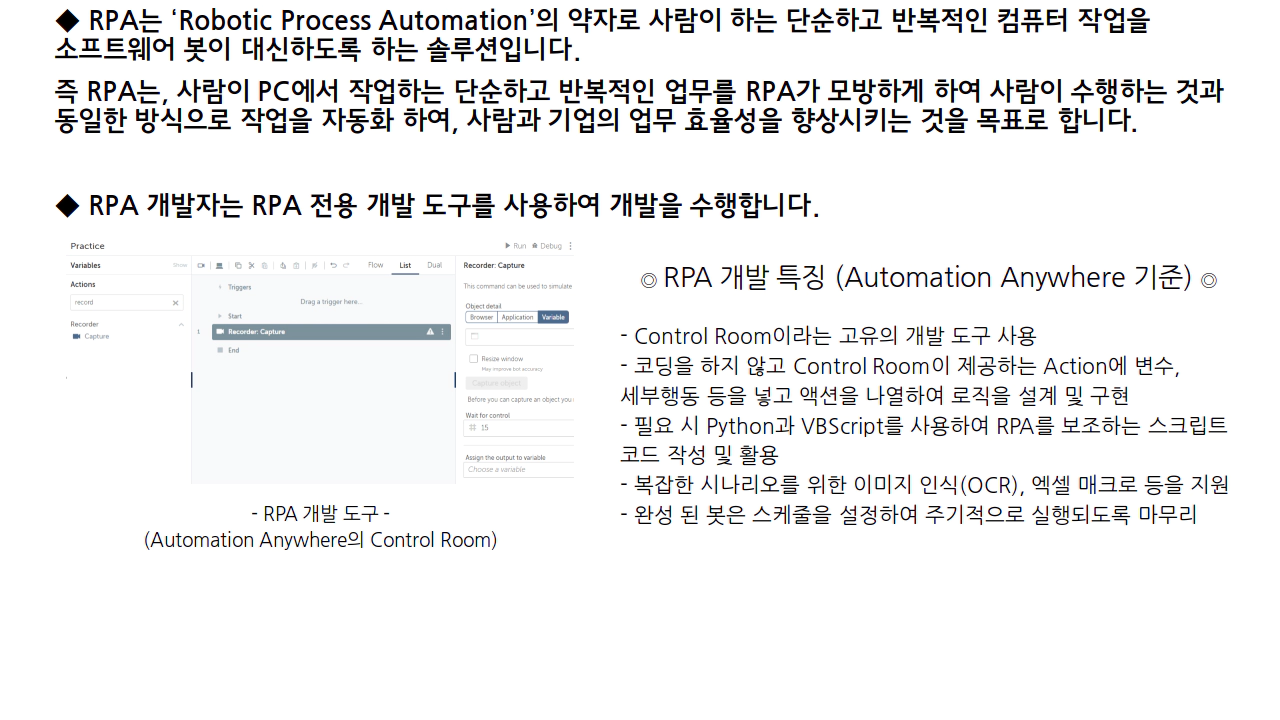 ◆ RPA는 ‘Robotic Process Automation’의 약자로 사람이 하는 단순하고 반복적인 컴퓨터 작업을
소프트웨어 봇이 대신하도록 하는 솔루션입니다.
즉 RPA는, 사람이 PC에서 작업하는 단순하고 반복적인 업무를 RPA가 모방하게 하여 사람이 수행하는 것과
동일한 방식으로 작업을 자동화 하여, 사람과 기업의 업무 효율성을 향상시키는 것을 목표로 합니다.
◆ RPA 개발자는 RPA 전용 개발 도구를 사용하여 개발을 수행합니다.
Practice
Run Debug
Variables Show
Actions
record
Recorder
Capture
Flow List Dual
Triggers
Drag a trigger here...
Start
1 Recorder: Capture
End
Recorder: Capture
This command can be used to simulate
Object detail
Browser Application Variable
Resize window
May improve bot accuracy
Capture object
Before you can capture an object you
Wait for control
15
Assign the output to variable
Choose a variable
- RPA 개발 도구 -
(Automation Anywhere의 Control Room)
◎ RPA 개발 특징 (Automation Anywhere 기준) ◎
- Control Room이라는 고유의 개발 도구 사용
- 코딩을 하지 않고 Control Room이 제공하는 Action에 변수,
세부행동 등을 넣고 액션을 나열하여 로직을 설계 및 구현
- 필요 시 Python과 VBScript를 사용하여 RPA를 보조하는 스크립트
코드 작성 및 활용
- 복잡한 시나리오를 위한 이미지 인식(OCR), 엑셀 매크로 등을 지원
- 완성 된 봇은 스케줄을 설정하여 주기적으로 실행되도록 마무리